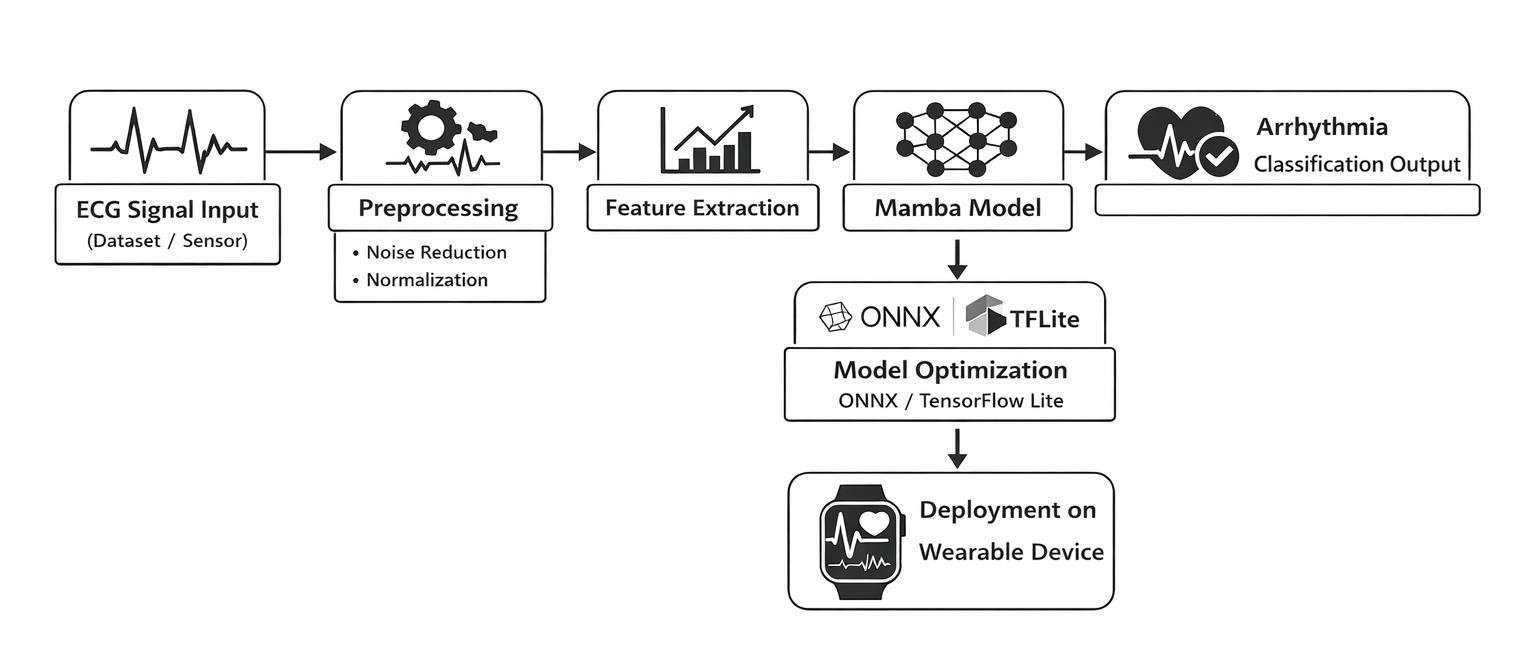 ECG Signal Input
(Dataset / Sensor)
Preprocessing
• Noise Reduction
• Normalization
Feature Extraction
Mamba Model
Arrhythmia
Classification Output
ONNX | TFLite
Model Optimization
ONNX / TensorFlow Lite
Deployment on
Wearable Device